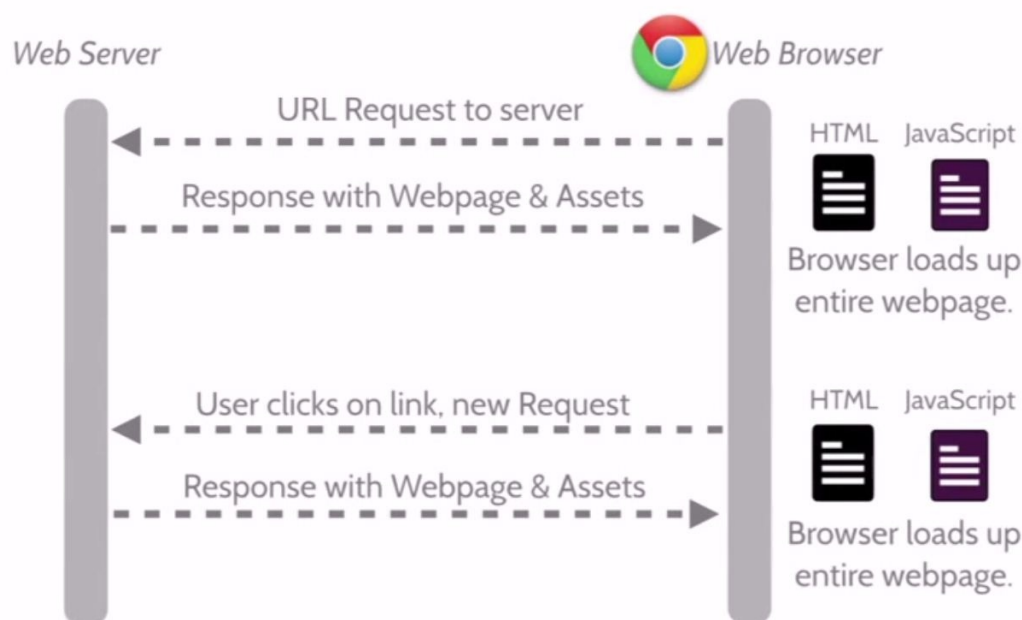 Web Server
Web Browser
URL Request to server
HTML JavaScript
Response with Webpage & Assets
Browser loads up
entire webpage.
User clicks on link, new Request
HTML JavaScript
Response with Webpage & Assets
Browser loads up
entire webpage.